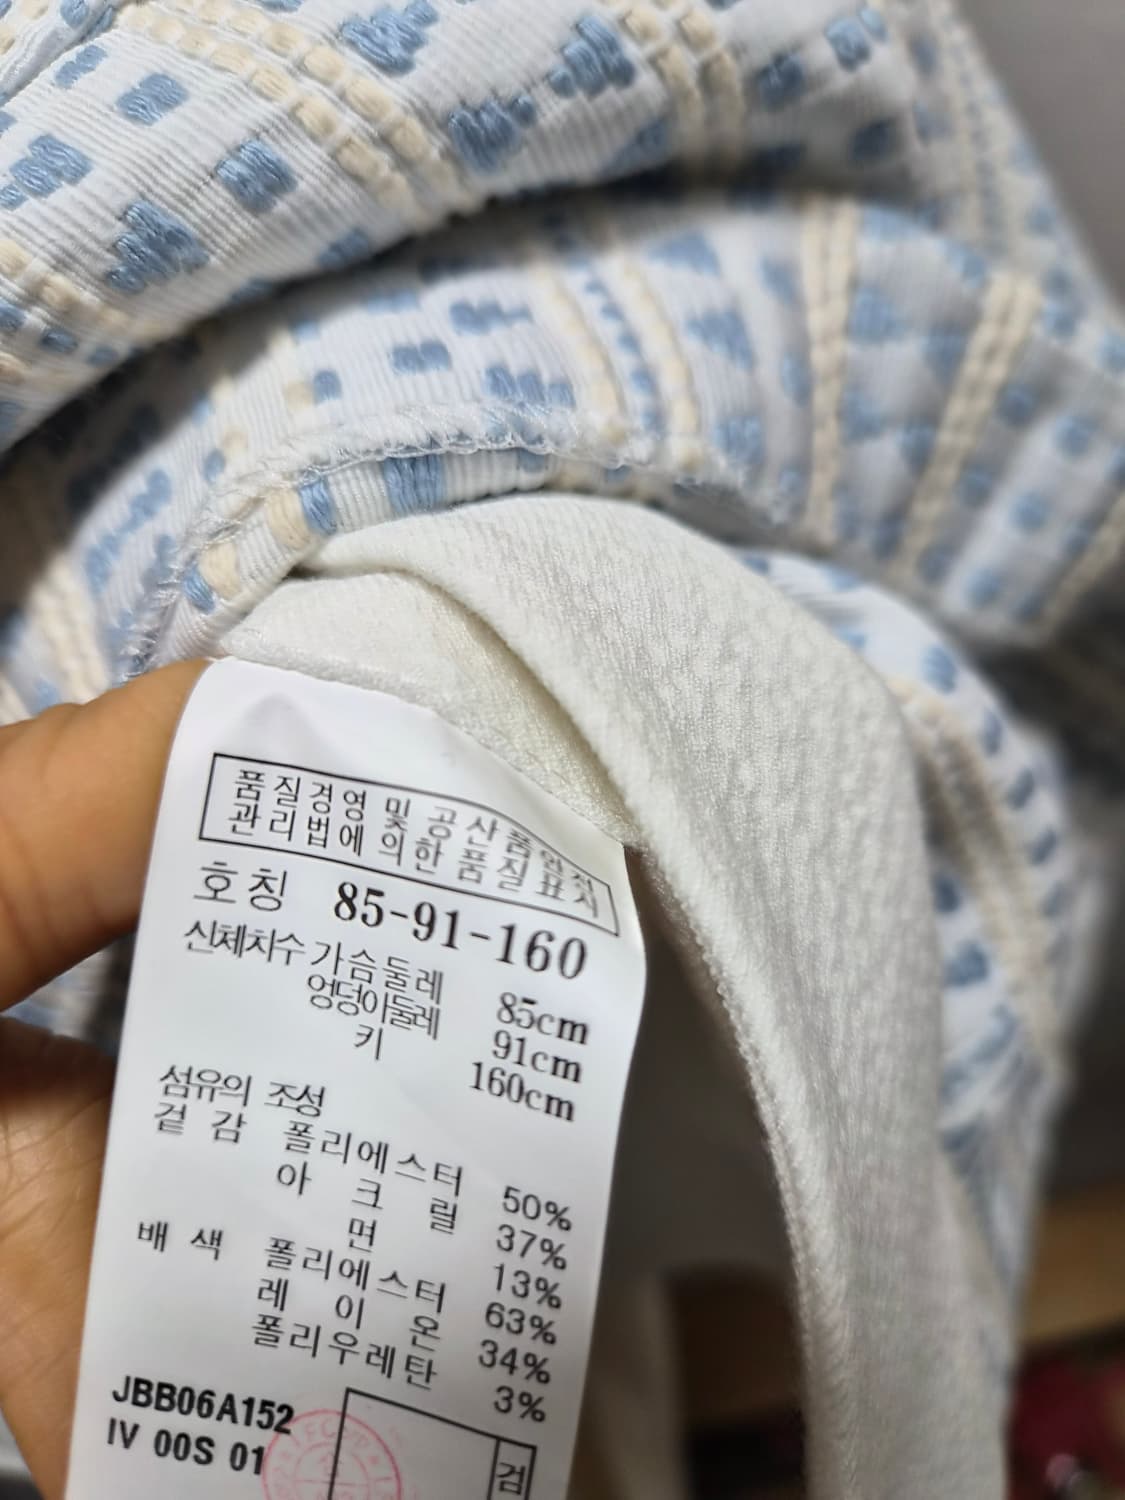 품질경영 및 공산품안전
관리법에 의한 품질표시
호칭 85-91-160
신체치수 가슴둘레 85cm
엉덩이둘레 91cm
키 160cm
섬유의 조성
겉감 폴리에스터 50%
아크릴 37%
면 13%
배색 폴리에스터 63%
레이온 34%
폴리우레탄 3%
JBB06A152
IV 00S 01
검